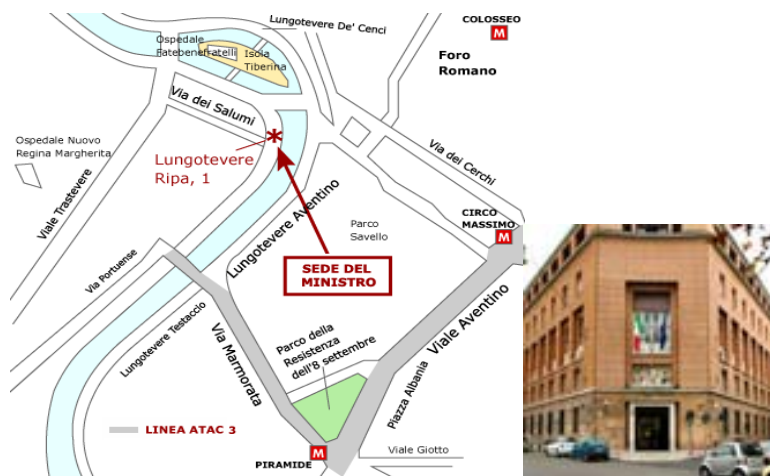 Lungotevere De' Cenci
COLOSSEO
M
Foro
Romano
Ospedale
Fatebenefratelli
Isola
Tiberina
Via dei Salumi
Ospedale Nuovo
Regina Margherita
Lungotevere
Ripa, 1
*
Via dei Cerchi
Viale Trastevere
Lungotevere Aventino
Parco
Savello
CIRCO
MASSIMO
M
Via Portuense
SEDE DEL
MINISTRO
Lungotevere Testaccio
Via Marmorata
Parco della
Resistenza
dell'8 settembre
Viale Aventino
Piazza Albania
LINEA ATAC 3
Viale Giotto
M
PIRAMIDE